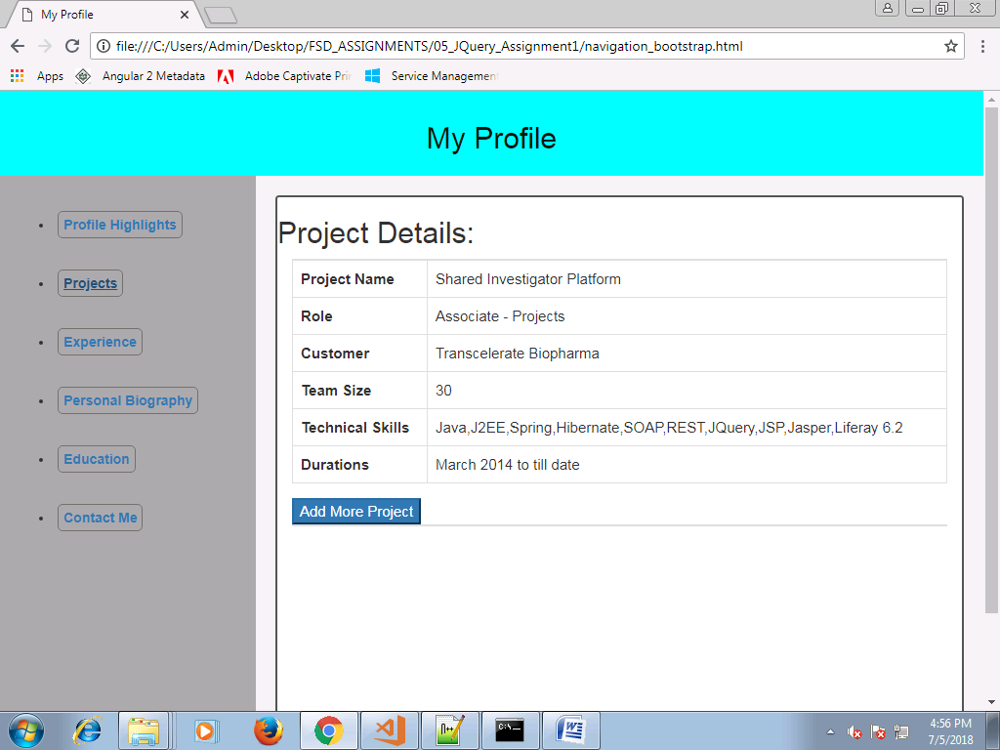 My Profile
file:///C:/Users/Admin/Desktop/FSD_ASSIGNMENTS/05_JQuery_Assignment1/navigation_bootstrap.html
Apps Angular 2 Metadata Adobe Captivate Pri Service Managemen
My Profile
Profile Highlights
Projects
Experience
Personal Biography
Education
Contact Me
Project Details:
Project Name Shared Investigator Platform
Role Associate - Projects
Customer Transcelerate Biopharma
Team Size 30
Technical Skills Java,J2EE,Spring,Hibernate,SOAP,REST,JQuery,JSP,Jasper,Liferay 6.2
Durations March 2014 to till date
Add More Project
4:56 PM
7/5/2018